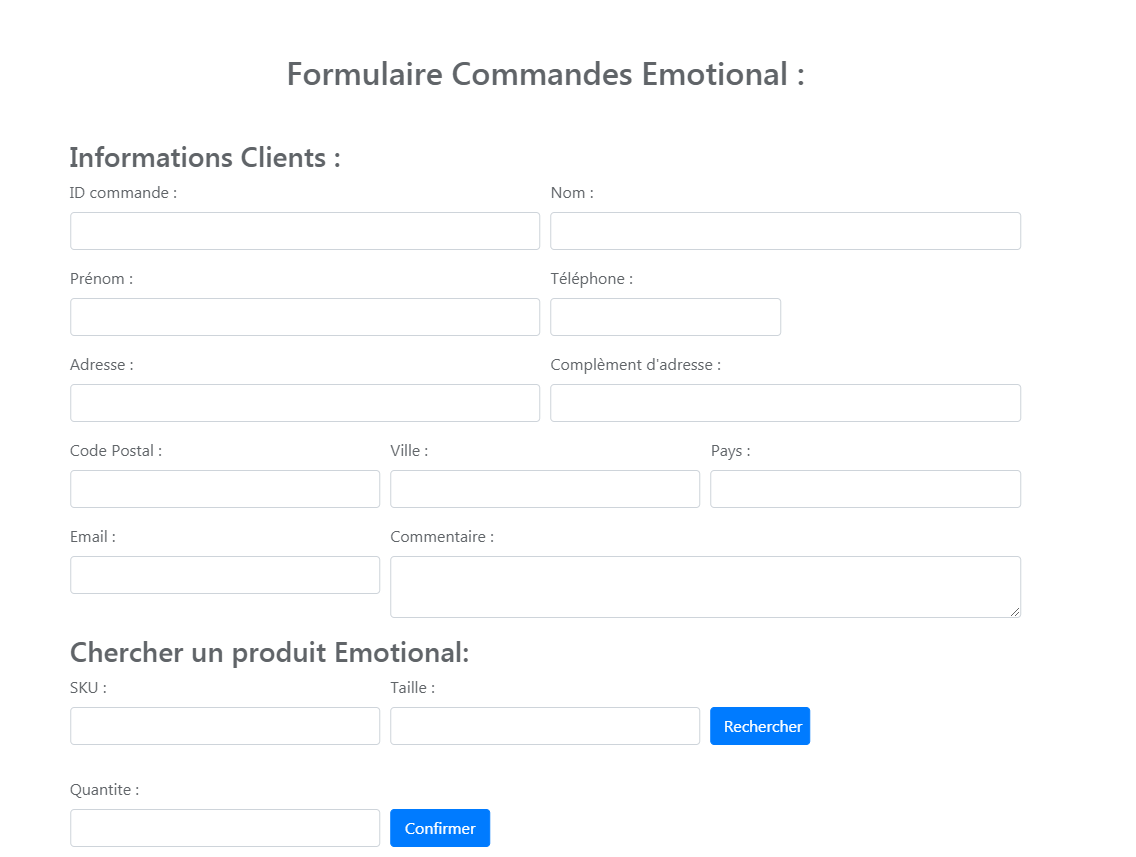 Formulaire Commandes Emotional :
Informations Clients :
ID commande :
Nom :
Prénom :
Téléphone :
Adresse :
Complèment d'adresse :
Code Postal :
Ville :
Pays :
Email :
Commentaire :
Chercher un produit Emotional:
SKU :
Taille :
Rechercher
Quantite :
Confirmer